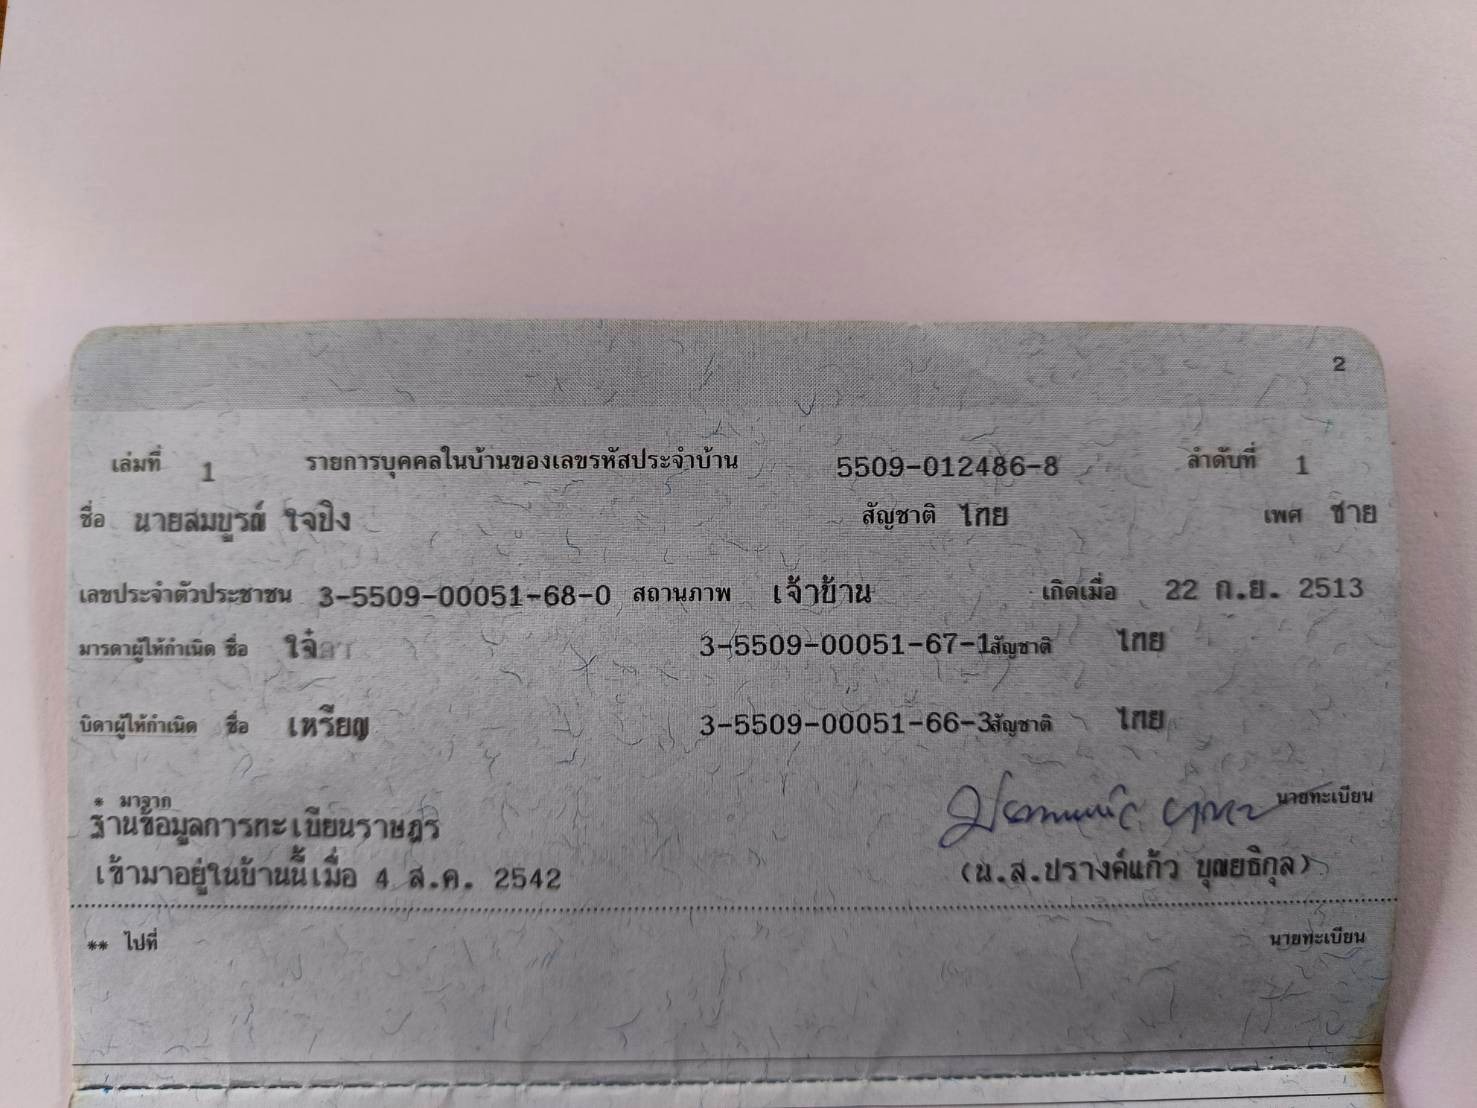 2
เล่มที่ 1 รายการบุคคลในบ้านของเลขรหัสประจำบ้าน 5509-012486-8 ลำดับที่ 1
ชื่อ นายสมบูรณ์ ใจปิง สัญชาติ ไทย เพศ ชาย
เลขประจำตัวประชาชน 3-5509-00051-68-0 สถานภาพ เจ้าบ้าน เกิดเมื่อ 22 ก.ย. 2513
มารดาผู้ให้กำเนิด ชื่อ 3-5509-00051-67-1 สัญชาติ ไทย
บิดาผู้ให้กำเนิด ชื่อ เหรียญ 3-5509-00051-66-3 สัญชาติ ไทย
* มาจาก นายทะเบียน
ฐานข้อมูลการทะเบียนราษฎร
เข้ามาอยู่ในบ้านนี้เมื่อ 4 ส.ค. 2542 (น.ส.ปรางค์แก้ว บุณยธิกุล)
** ไปที่ นายทะเบียน